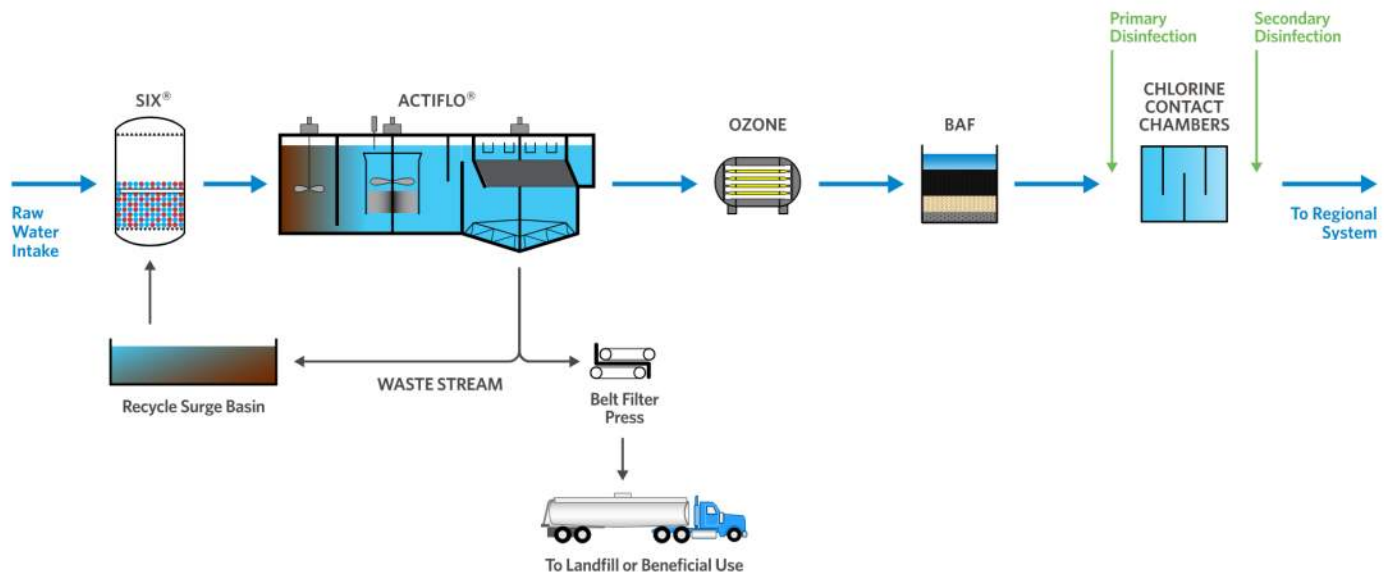 Primary
Disinfection
Secondary
Disinfection
SIX®
ACTIFLO®
OZONE
BAF
CHLORINE
CONTACT
CHAMBERS
Raw
Water
Intake
To Regional
System
WASTE STREAM
Recycle Surge Basin
Belt Filter
Press
To Landfill or Beneficial Use